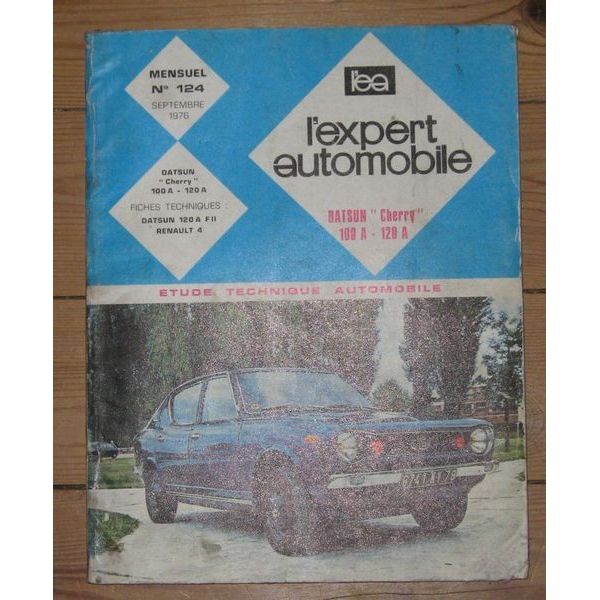 MENSUEL
N° 124
SEPTEMBRE
1976
l'ea
l'expert
automobile
DATSUN
"Cherry"
100 A - 120 A
FICHES TECHNIQUES :
DATSUN 120 A FII
RENAULT 4
DATSUN "Cherry"
100 A - 120 A
ETUDE TECHNIQUE AUTOMOBILE